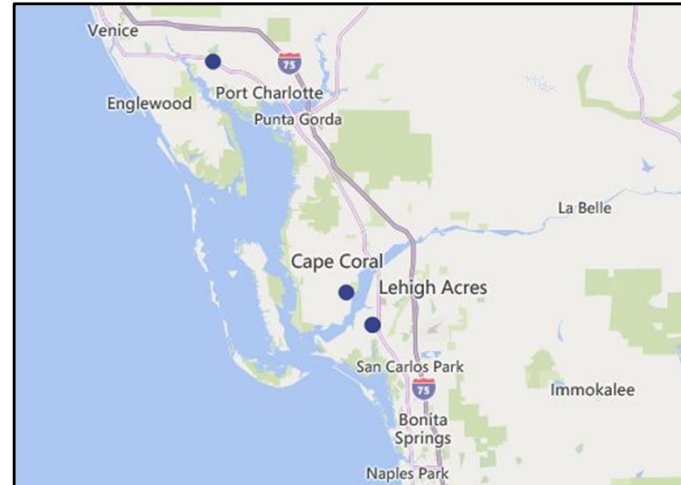 Venice
75
Port Charlotte
Englewood
Punta Gorda
La Belle
Cape Coral
Lehigh Acres
San Carlos Park
75
Immokalee
Bonita
Springs
Naples Park